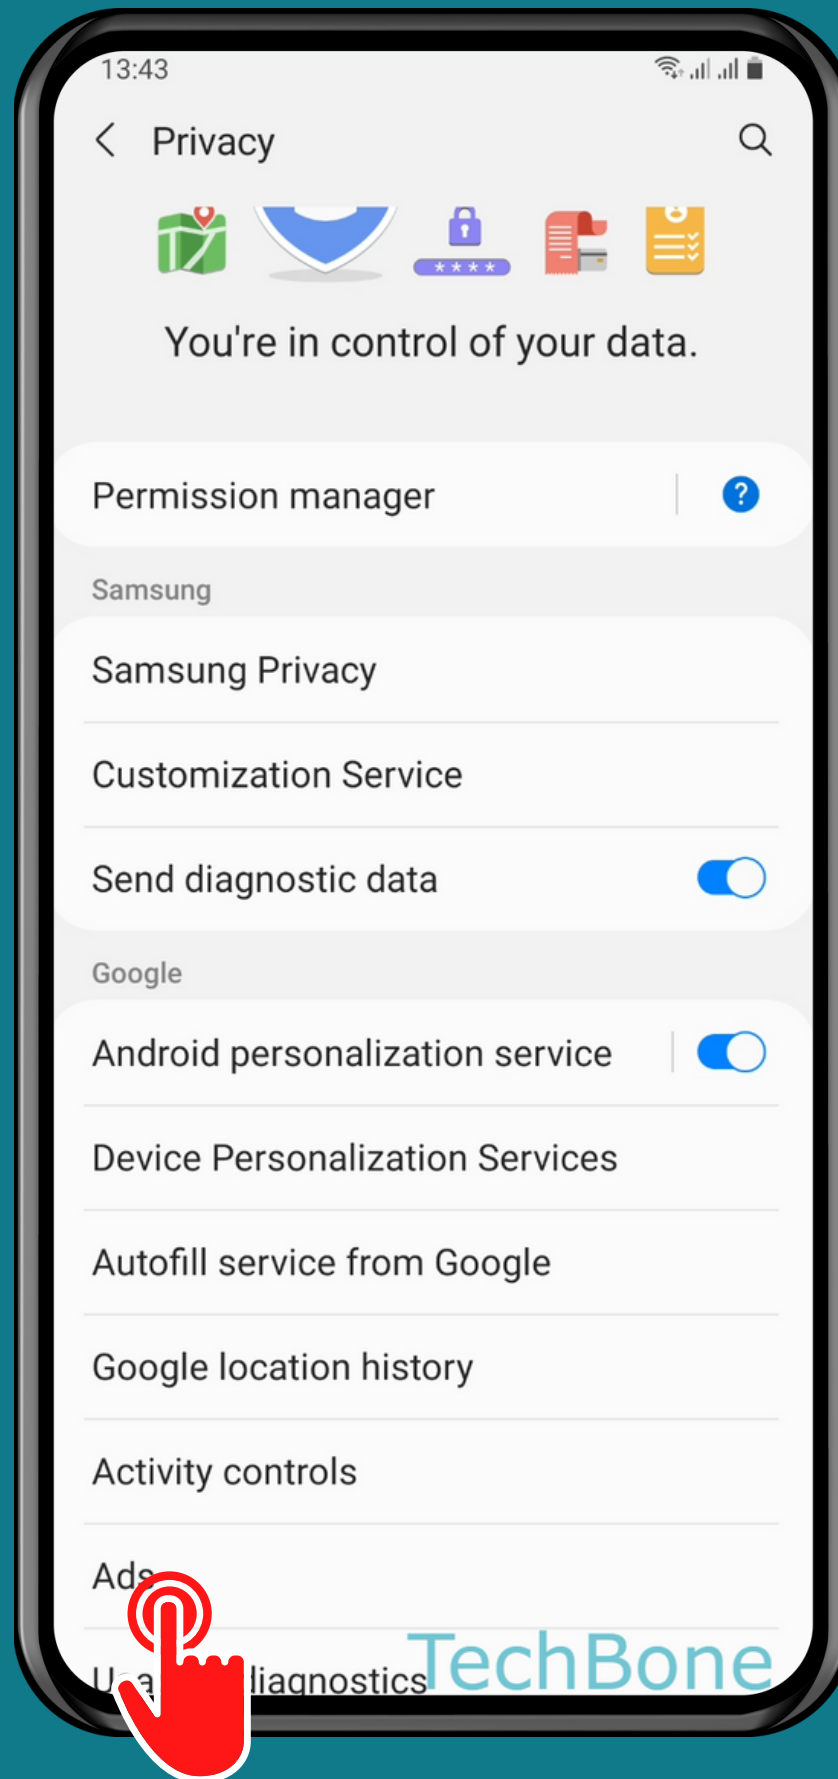 13:43
Privacy
****
You're in control of your data.
Permission manager
?
Samsung
Samsung Privacy
Customization Service
Send diagnostic data
Google
Android personalization service
Device Personalization Services
Autofill service from Google
Google location history
Activity controls
Ads
diagnostics
TechBone